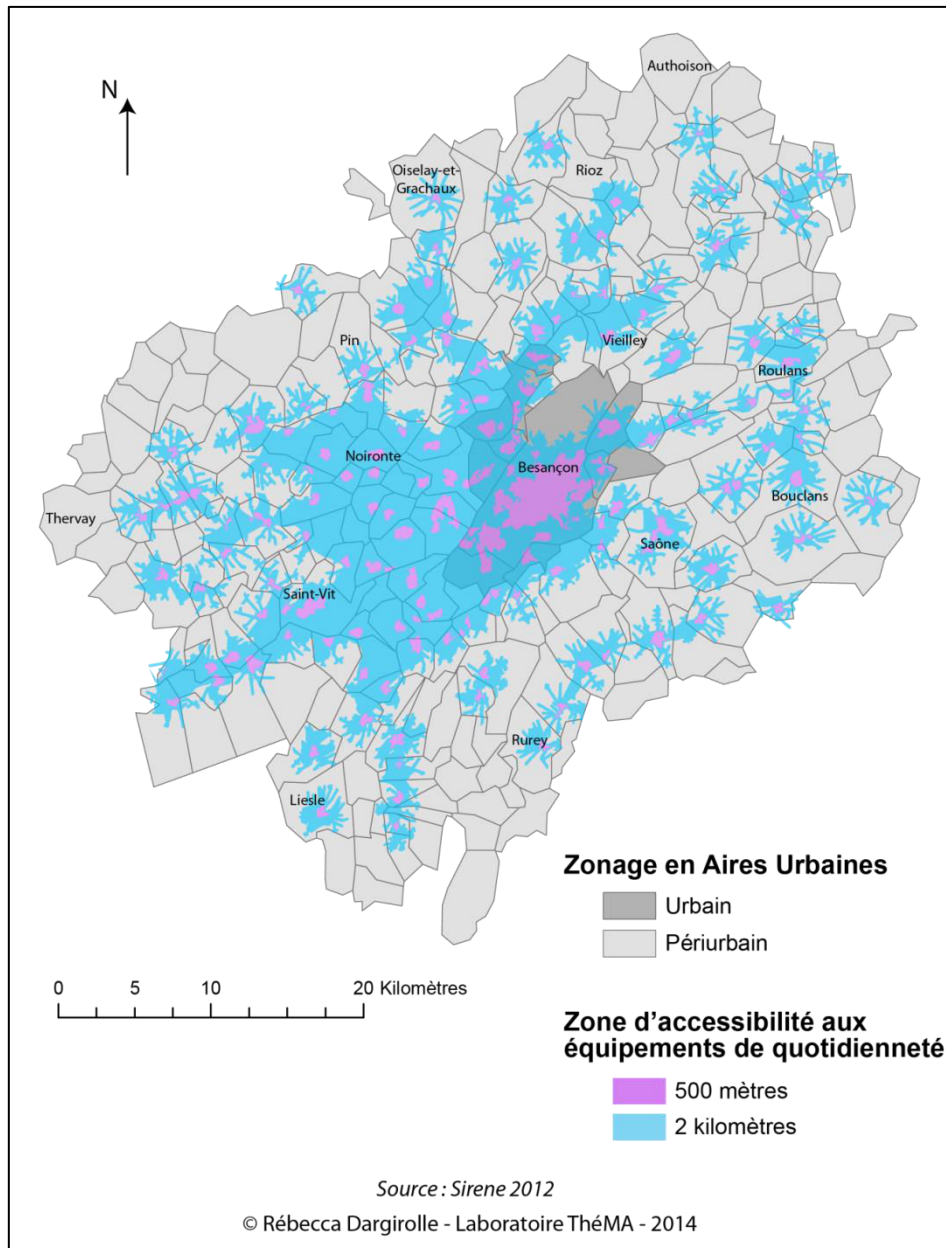 N
Authoison
Oiselay-et-
Grachaux
Rioz
Pin
Vieilley
Roulans
Noironte
Besançon
Bouclans
Thervay
Saône
Saint-Vit
Rurey
Liesle
Zonage en Aires Urbaines
Urbain
Périurbain
0 5 10 20 Kilomètres
Zone d'accessibilité aux
équipements de quotidienneté
500 mètres
2 kilomètres
Source : Sirene 2012
© Rébecca Dargirolle - Laboratoire ThéMA - 2014